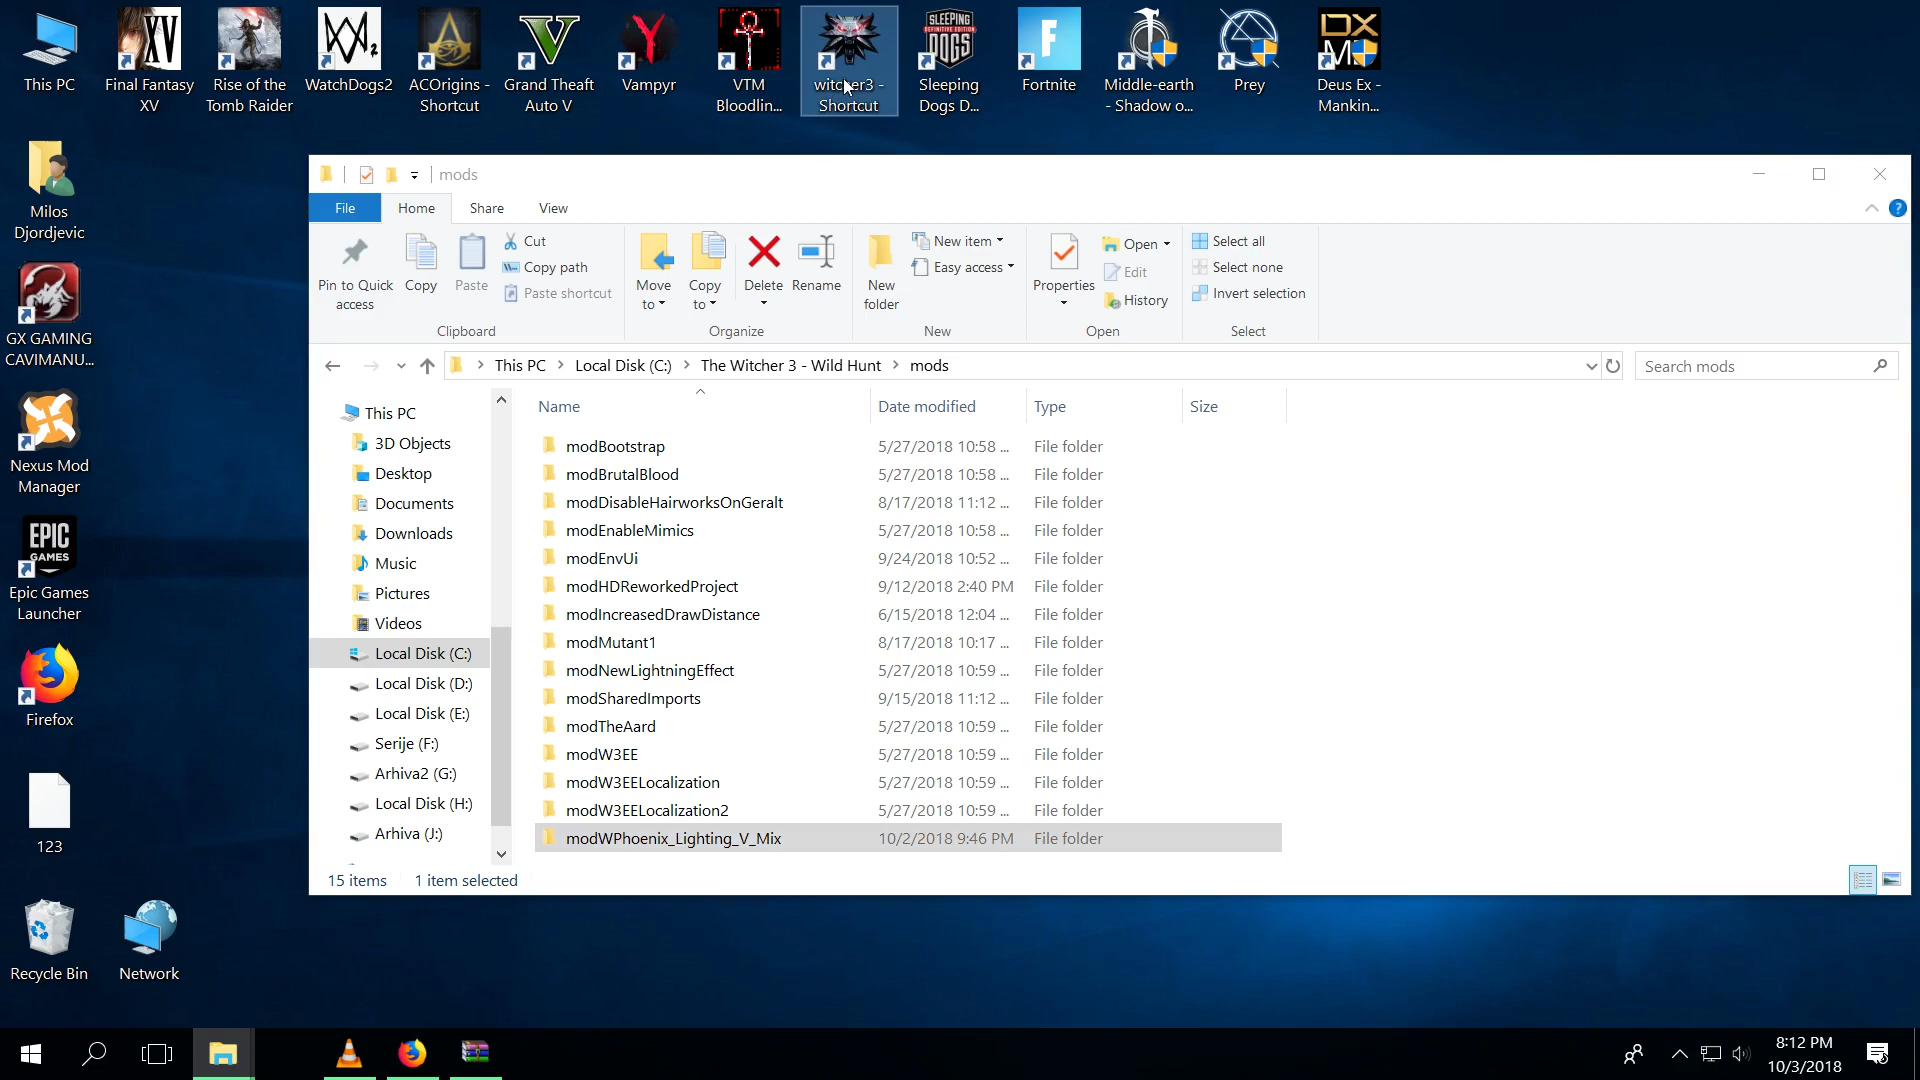 This PC
Final Fantasy
XV
Rise of the
Tomb Raider
WatchDogs2
ACOrigins -
Shortcut
Grand Theaft
Auto V
Vampyr
VTM
Bloodlin...
witcher3 -
Shortcut
Sleeping
Dogs D...
Fortnite
Middle-earth
- Shadow o...
Prey
Deus Ex -
Mankin...
Milos
Djordjevic
GX GAMING
CAVIMANU...
Nexus Mod
Manager
EPIC
GAMES
Epic Games
Launcher
Firefox
123
Recycle Bin
Network
mods
File
Home
Share
View
Pin to Quick
access
Copy
Paste
Cut
Copy path
Paste shortcut
Clipboard
Move
to
Copy
to
Delete
Rename
Organize
New
folder
New item
Easy access
New
Properties
Open
Edit
History
Open
Select all
Select none
Invert selection
Select
This PC > Local Disk (C:) > The Witcher 3 - Wild Hunt > mods
Search mods
This PC
3D Objects
Desktop
Documents
Downloads
Music
Pictures
Videos
Local Disk (C:)
Local Disk (D:)
Local Disk (E:)
Serije (F:)
Arhiva2 (G:)
Local Disk (H:)
Arhiva (J:)
Name Date modified Type Size
modBootstrap 5/27/2018 10:58 ... File folder
modBrutalBlood 5/27/2018 10:58 ... File folder
modDisableHairworksOnGeralt 8/17/2018 11:12 ... File folder
modEnableMimics 5/27/2018 10:58 ... File folder
modEnvUi 9/24/2018 10:52 ... File folder
modHDReworkedProject 9/12/2018 2:40 PM File folder
modIncreasedDrawDistance 6/15/2018 12:04 ... File folder
modMutant1 8/17/2018 10:17 ... File folder
modNewLightningEffect 5/27/2018 10:59 ... File folder
modSharedImports 9/15/2018 11:12 ... File folder
modTheAard 5/27/2018 10:59 ... File folder
modW3EE 5/27/2018 10:59 ... File folder
modW3EELocalization 5/27/2018 10:59 ... File folder
modW3EELocalization2 5/27/2018 10:59 ... File folder
modWPhoenix_Lighting_V_Mix 10/2/2018 9:46 PM File folder
15 items 1 item selected
8:12 PM
10/3/2018